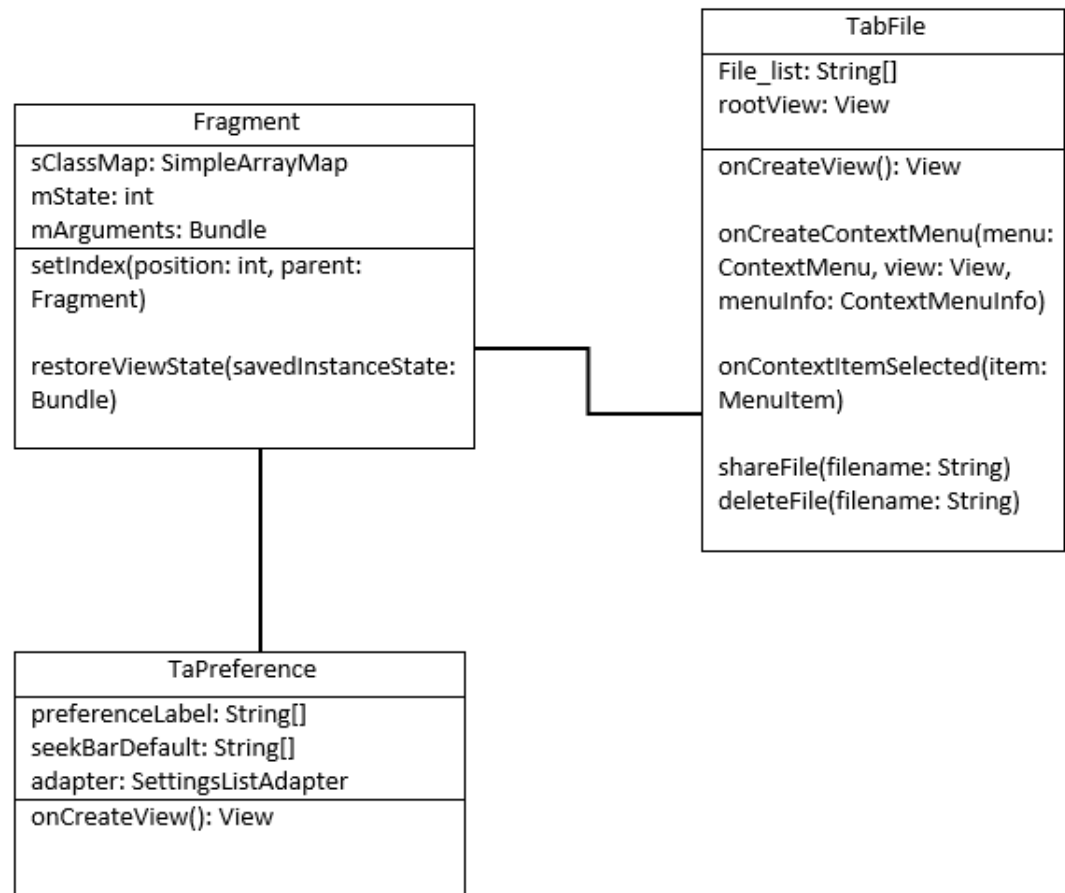 TabFile
File_list: String[]
rootView: View
onCreateView(): View
onCreateContextMenu(menu:
ContextMenu, view: View,
menuInfo: ContextMenuInfo)
onContextItemSelected(item:
MenuItem)
shareFile(filename: String)
deleteFile(filename: String)
Fragment
sClassMap: SimpleArrayMap
mState: int
mArguments: Bundle
setIndex(position: int, parent:
Fragment)
restoreViewState(savedInstanceState:
Bundle)
TaPreference
preferenceLabel: String[]
seekBarDefault: String[]
adapter: SettingsListAdapter
onCreateView(): View